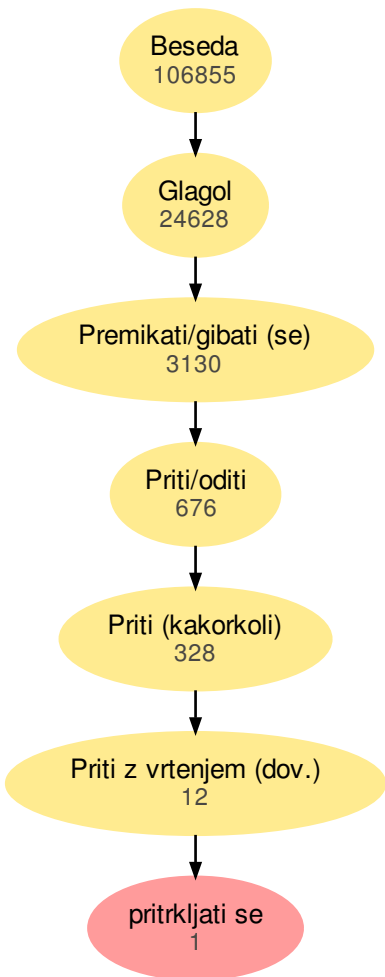 Beseda
106855
Glagol
24628
Premikati/gibati (se)
3130
Priti/oditi
676
Priti (kakorkoli)
328
Priti z vrtenjem (dov.)
12
pritrkljati se
1